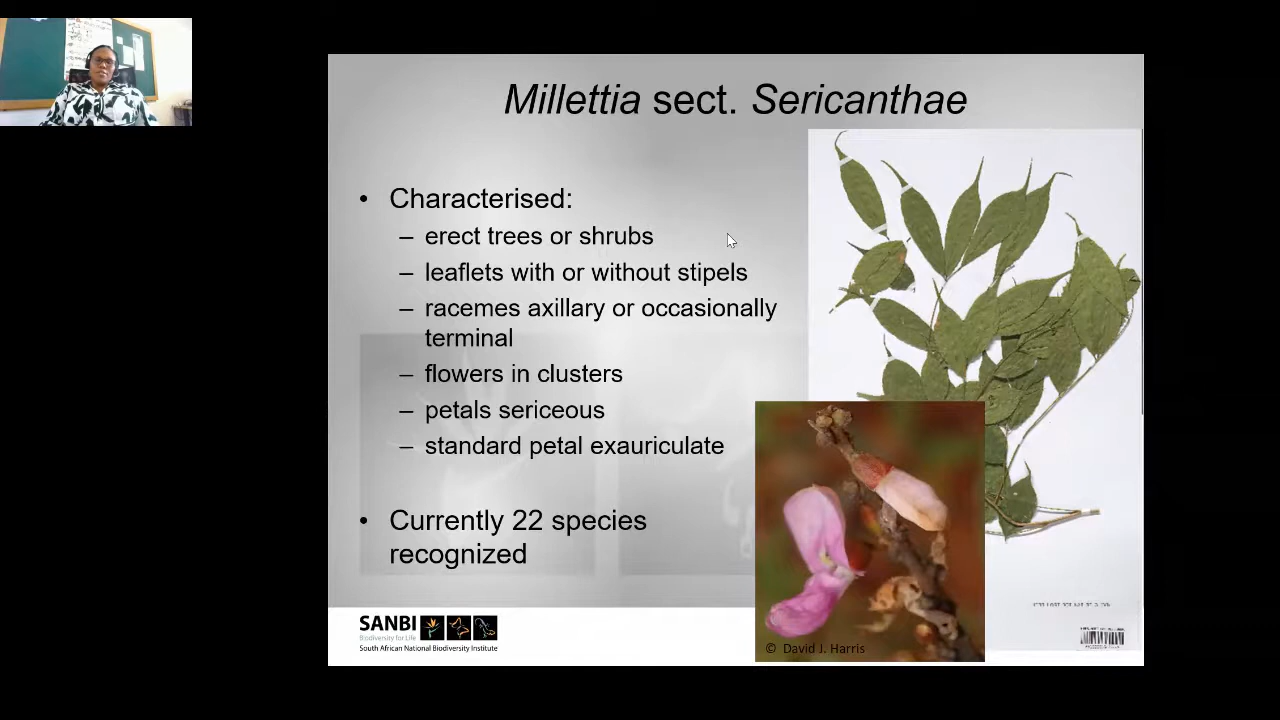 Millettia sect. Sericanthae
• Characterised:
– erect trees or shrubs
– leaflets with or without stipels
– racemes axillary or occasionally
terminal
– flowers in clusters
– petals sericeous
– standard petal exauriculate
• Currently 22 species
recognized
SANBI
Biodiversity for Life
South African National Biodiversity Institute
© David J. Harris